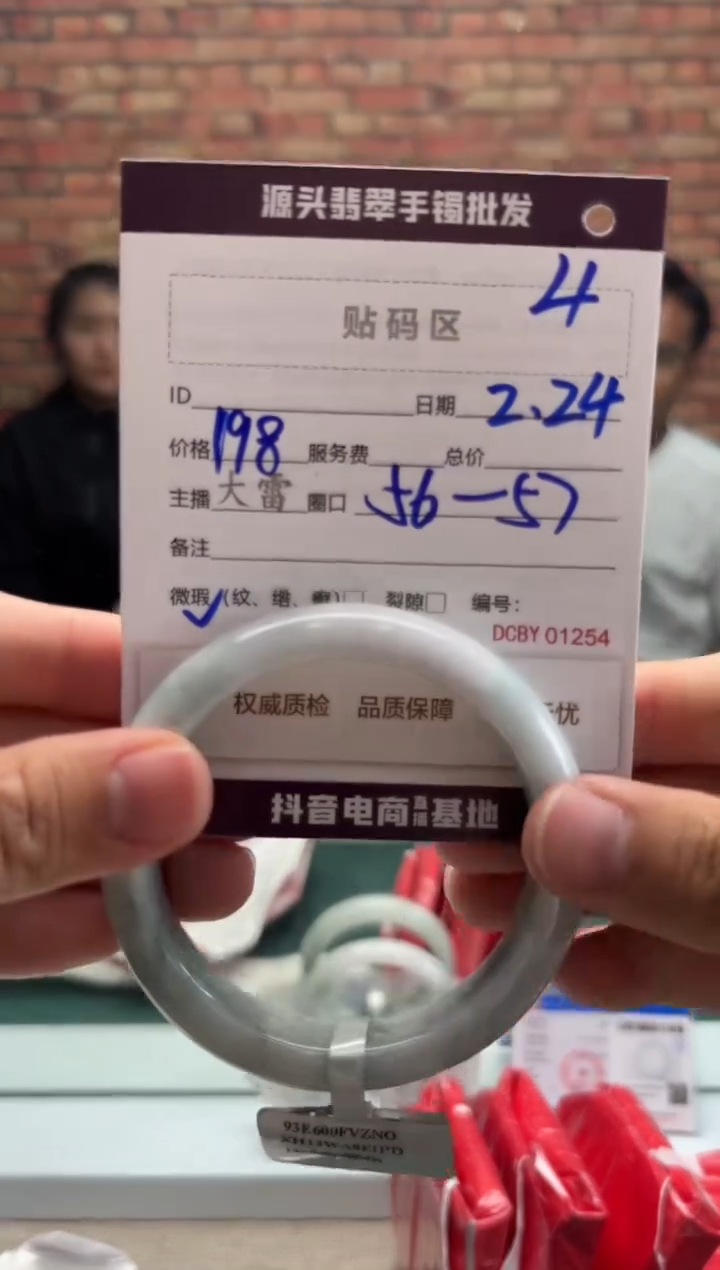 源头翡翠手镯批发
4
贴码区
ID 日期 2.24
价格 198 服务费 总价
主播 大雷 圈口 56—57
备注
微瑕 ✓ (纹、绺、癣)□ 裂隙□ 编号:
DCBY 01254
权威质检 品质保障 忧
抖音电商直播基地
93E600FVZNO